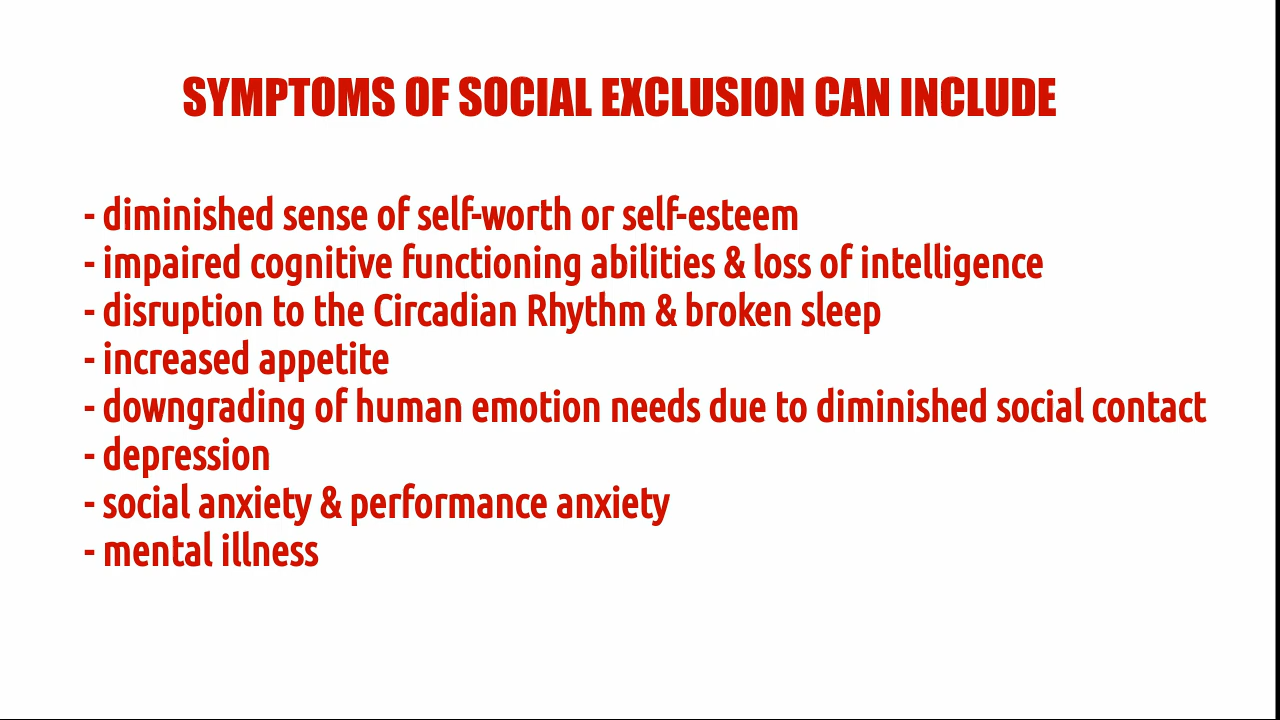 SYMPTOMS OF SOCIAL EXCLUSION CAN INCLUDE
- diminished sense of self-worth or self-esteem
- impaired cognitive functioning abilities & loss of intelligence
- disruption to the Circadian Rhythm & broken sleep
- increased appetite
- downgrading of human emotion needs due to diminished social contact
- depression
- social anxiety & performance anxiety
- mental illness